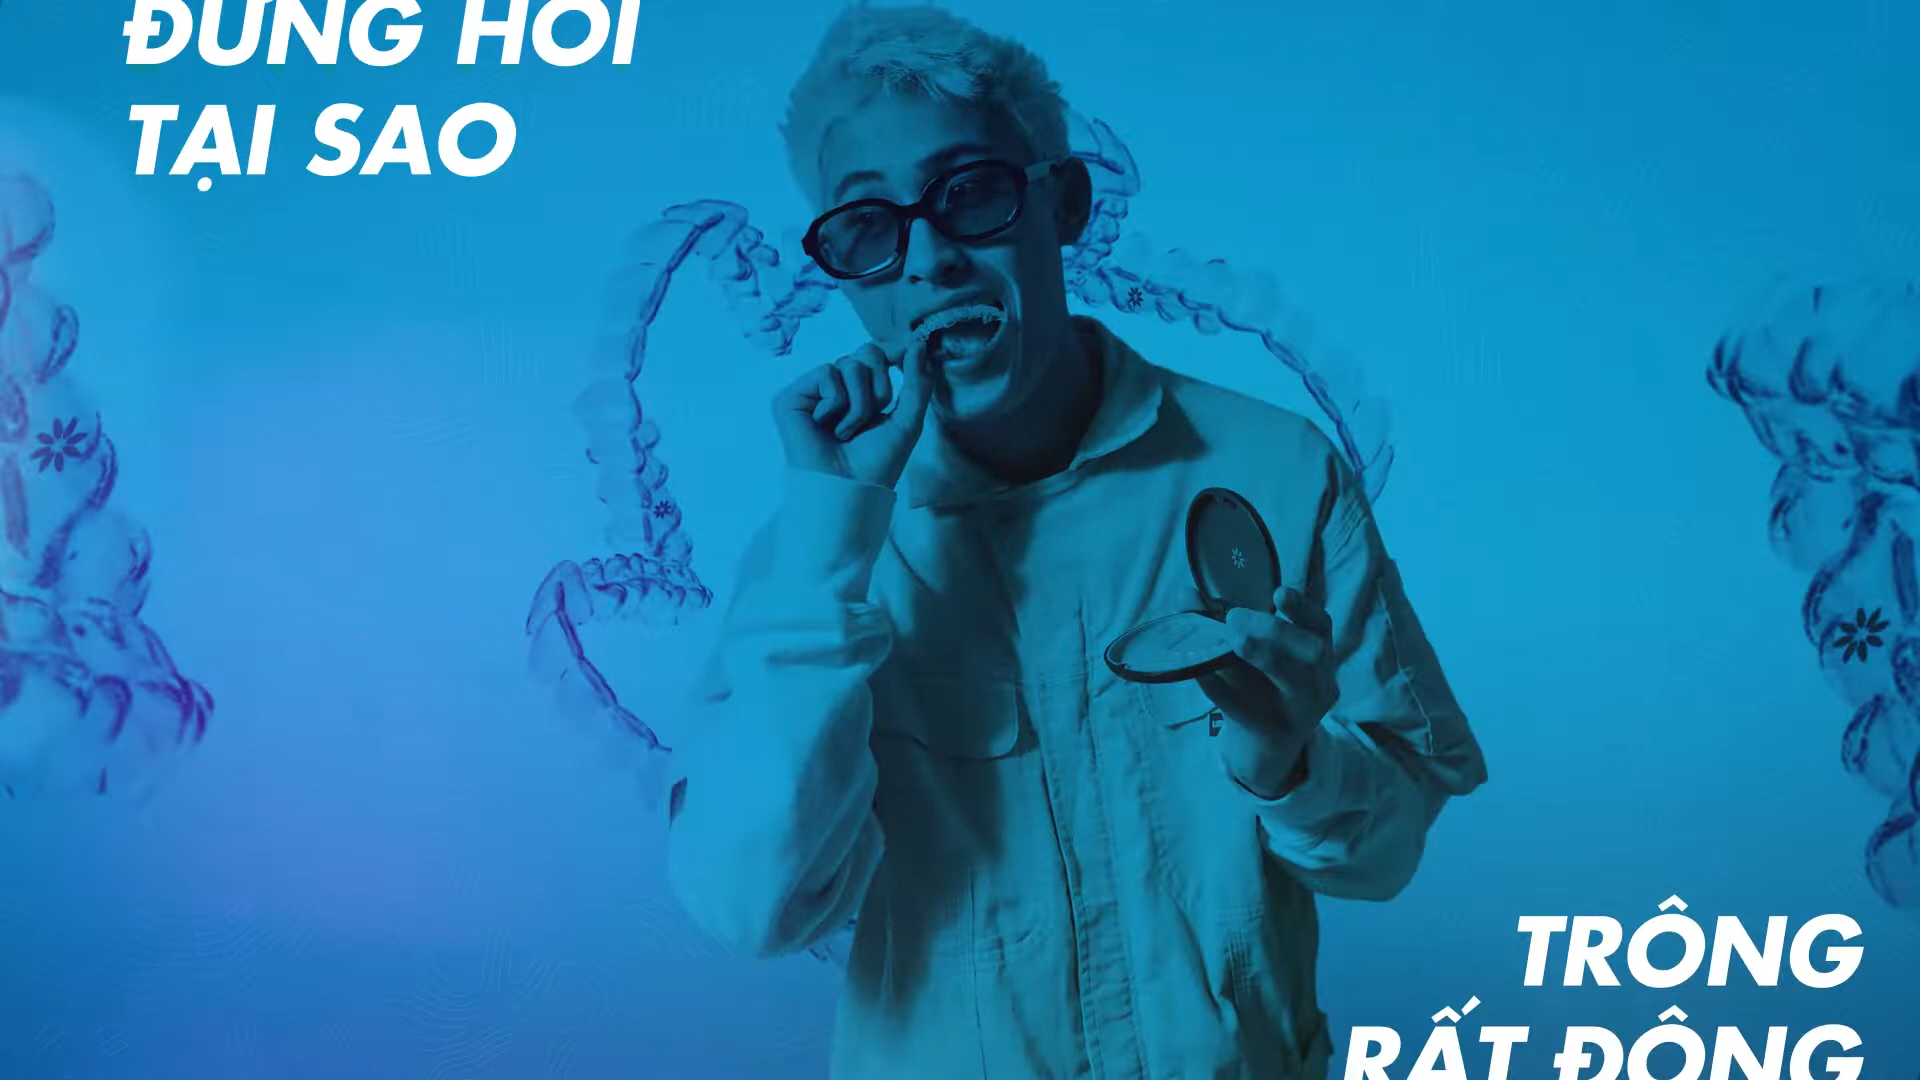 ĐỪNG HỎI
TẠI SAO
TRÔNG
RẤT ĐÔNG